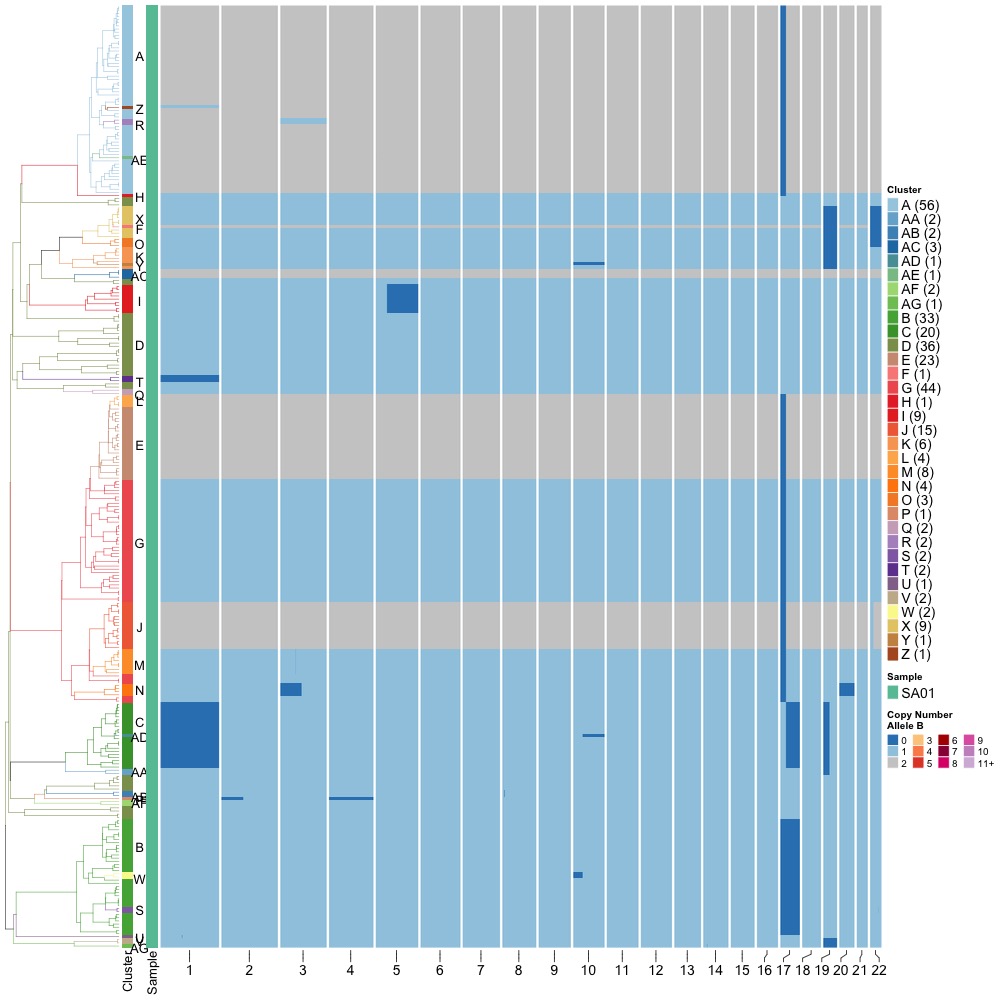 A
Z
R
AE
H
X
F
O
K
Y
AC
I
D
T
Q
L
E
G
J
M
N
C
AD
AA
AF
B
W
S
U
AG
Cluster
Sample
1 2 3 4 5 6 7 8 9 10 11 12 13 14 15 16 17 18 19 20 21 22
Cluster
A (56)
AA (2)
AB (2)
AC (3)
AD (1)
AE (1)
AF (2)
AG (1)
B (33)
C (20)
D (36)
E (23)
F (1)
G (44)
H (1)
I (9)
J (15)
K (6)
L (4)
M (8)
N (4)
O (3)
P (1)
Q (2)
R (2)
S (2)
T (2)
U (1)
V (2)
W (2)
X (9)
Y (1)
Z (1)
Sample
SA01
Copy Number
Allele B
0 3 6 9
1 4 7 10
2 5 8 11+